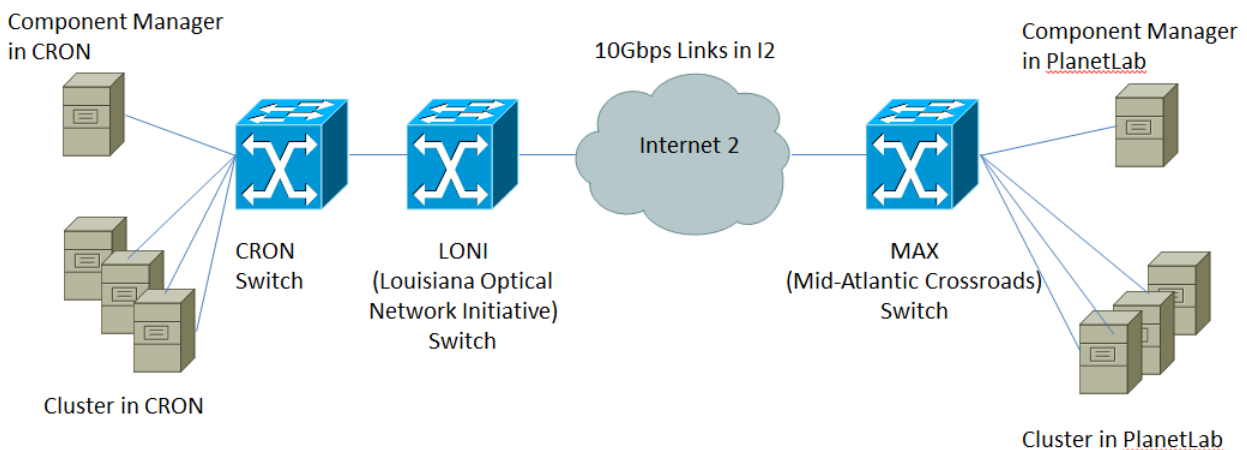 Component Manager
in CRON
10Gbps Links in I2
Component Manager
in PlanetLab
Internet 2
CRON
Switch
LONI
(Louisiana Optical
Network Initiative)
Switch
MAX
(Mid-Atlantic Crossroads)
Switch
Cluster in CRON
Cluster in PlanetLab